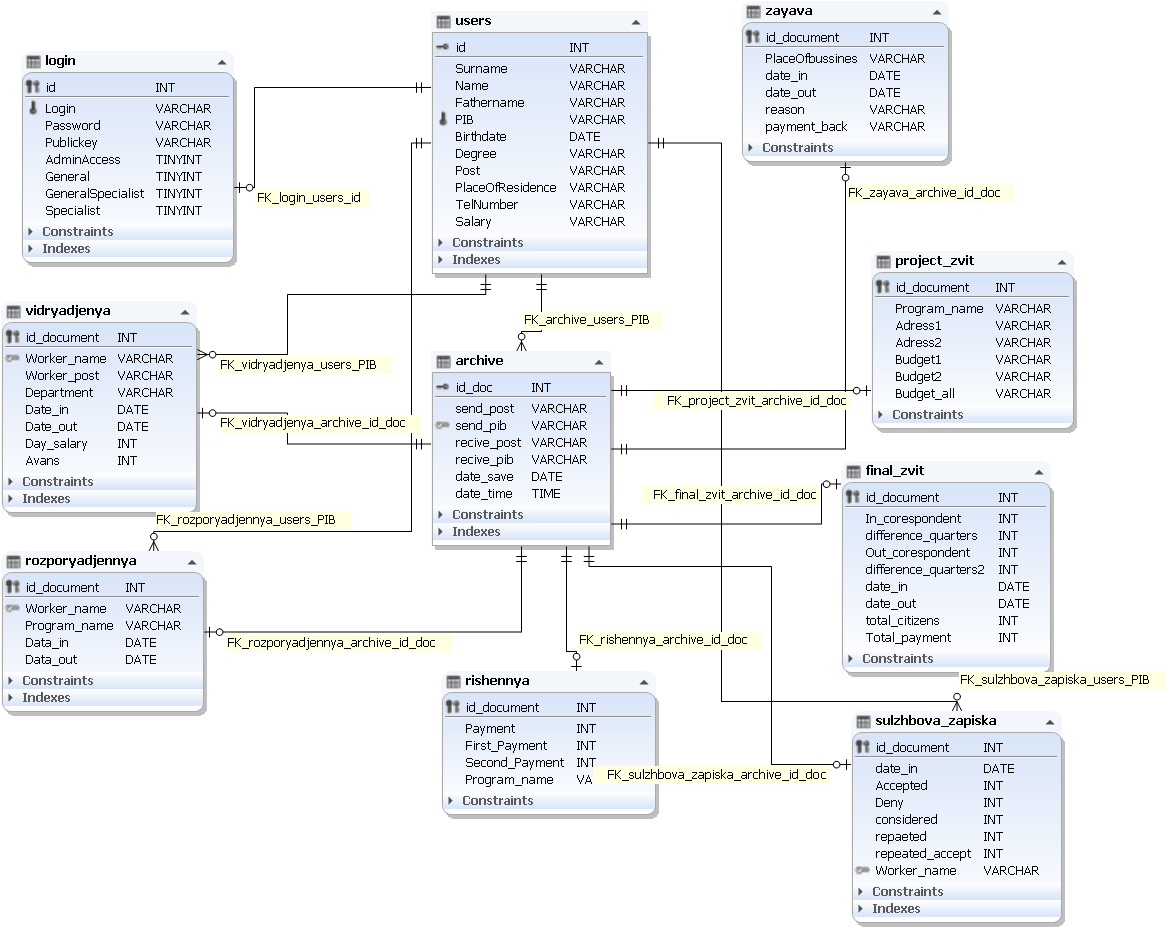 users
id INT
Surname VARCHAR
Name VARCHAR
Fathername VARCHAR
PIB VARCHAR
Birthdate DATE
Degree VARCHAR
Post VARCHAR
PlaceOfResidence VARCHAR
TelNumber VARCHAR
Salary VARCHAR
Constraints
Indexes
zayava
id_document INT
PlaceOfbussines VARCHAR
date_in DATE
date_out DATE
reason VARCHAR
payment_back VARCHAR
Constraints
login
id INT
Login VARCHAR
Password VARCHAR
Publickey VARCHAR
AdminAccess TINYINT
General TINYINT
GeneralSpecialist TINYINT
Specialist TINYINT
Constraints
Indexes
FK_login_users_id
FK_zayava_archive_id_doc
project_zvit
id_document INT
Program_name VARCHAR
Adress1 VARCHAR
Adress2 VARCHAR
Budget1 VARCHAR
Budget2 VARCHAR
Budget_all VARCHAR
Constraints
vidryadjenya
id_document INT
Worker_name VARCHAR
Worker_post VARCHAR
Department VARCHAR
Date_in DATE
Date_out DATE
Day_salary INT
Avans INT
Constraints
Indexes
FK_archive_users_PIB
FK_vidryadjenya_users_PIB
FK_vidryadjenya_archive_id_doc
archive
id_doc INT
send_post VARCHAR
send_pib VARCHAR
recive_post VARCHAR
recive_pib VARCHAR
date_save DATE
date_time TIME
Constraints
Indexes
FK_project_zvit_archive_id_doc
FK_final_zvit_archive_id_doc
final_zvit
id_document INT
In_corespondent INT
difference_quarters INT
Out_corespondent INT
difference_quarters2 INT
date_in DATE
date_out DATE
total_citizens INT
Total_payment INT
Constraints
FK_rozporyadjennya_users_PIB
rozporyadjennya
id_document INT
Worker_name VARCHAR
Program_name VARCHAR
Data_in DATE
Data_out DATE
Constraints
Indexes
FK_rozporyadjennya_archive_id_doc
FK_rishennya_archive_id_doc
rishennya
id_document INT
Payment INT
First_Payment INT
Second_Payment INT
Program_name VA
Constraints
FK_sulzhbova_zapiska_archive_id_doc
FK_sulzhbova_zapiska_users_PIB
sulzhbova_zapiska
id_document INT
date_in DATE
Accepted INT
Deny INT
considered INT
repaeted INT
repeated_accept INT
Worker_name VARCHAR
Constraints
Indexes